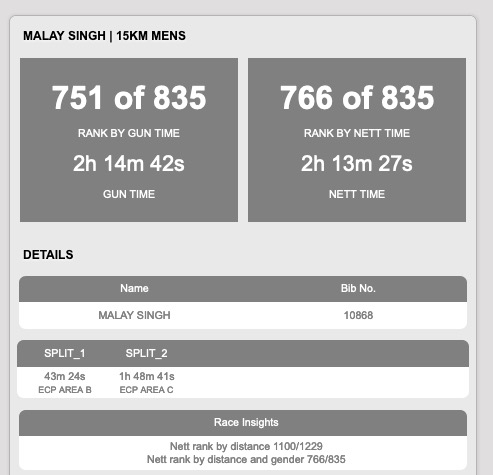 MALAY SINGH | 15KM MENS
751 of 835
RANK BY GUN TIME
2h 14m 42s
GUN TIME
766 of 835
RANK BY NETT TIME
2h 13m 27s
NETT TIME
DETAILS
Name Bib No.
MALAY SINGH 10868
SPLIT_1 SPLIT_2
43m 24s 1h 48m 41s
ECP AREA B ECP AREA C
Race Insights
Nett rank by distance 1100/1229
Nett rank by distance and gender 766/835